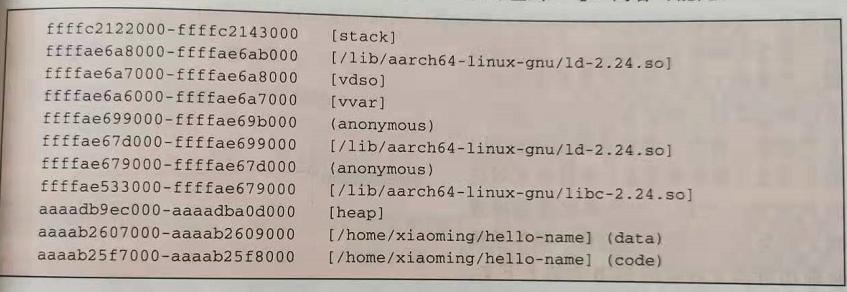 ffffc2122000-ffffc2143000 [stack]
ffffae6a8000-ffffae6ab000 [/lib/aarch64-linux-gnu/ld-2.24.so]
ffffae6a7000-ffffae6a8000 [vdso]
ffffae6a6000-ffffae6a7000 [vvar]
ffffae699000-ffffae69b000 (anonymous)
ffffae67d000-ffffae699000 [/lib/aarch64-linux-gnu/ld-2.24.so]
ffffae679000-ffffae67d000 (anonymous)
ffffae533000-ffffae679000 [/lib/aarch64-linux-gnu/libc-2.24.so]
aaaadb9ec000-aaaadba0d000 [heap]
aaaab2607000-aaaab2609000 [/home/xiaoming/hello-name] (data)
aaaab25f7000-aaaab25f8000 [/home/xiaoming/hello-name] (code)